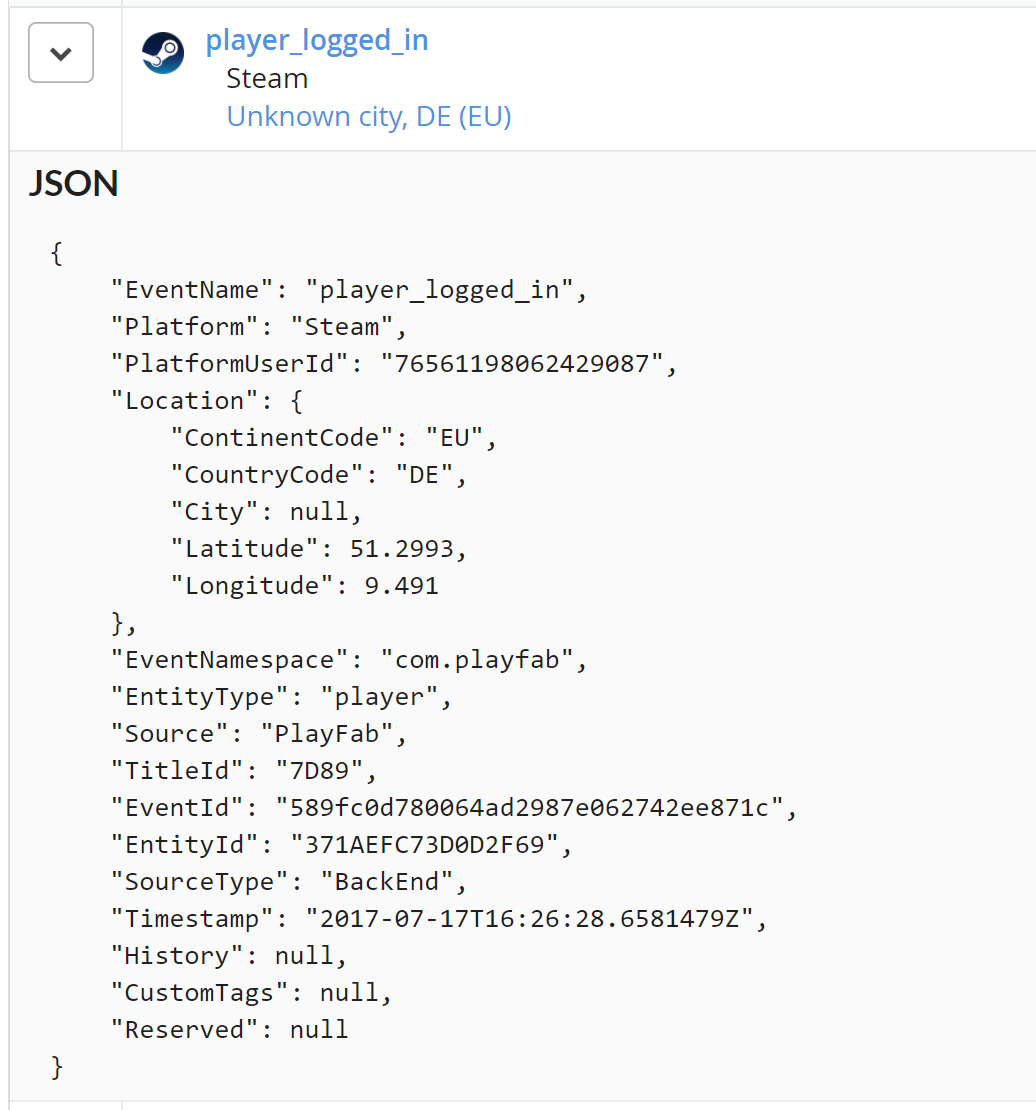 player_logged_in
Steam
Unknown city, DE (EU)
JSON
{
    "EventName": "player_logged_in",
    "Platform": "Steam",
    "PlatformUserId": "76561198062429087",
    "Location": {
        "ContinentCode": "EU",
        "CountryCode": "DE",
        "City": null,
        "Latitude": 51.2993,
        "Longitude": 9.491
    },
    "EventNamespace": "com.playfab",
    "EntityType": "player",
    "Source": "PlayFab",
    "TitleId": "7D89",
    "EventId": "589fc0d780064ad2987e062742ee871c",
    "EntityId": "371AEFC73D0D2F69",
    "SourceType": "BackEnd",
    "Timestamp": "2017-07-17T16:26:28.6581479Z",
    "History": null,
    "CustomTags": null,
    "Reserved": null
}